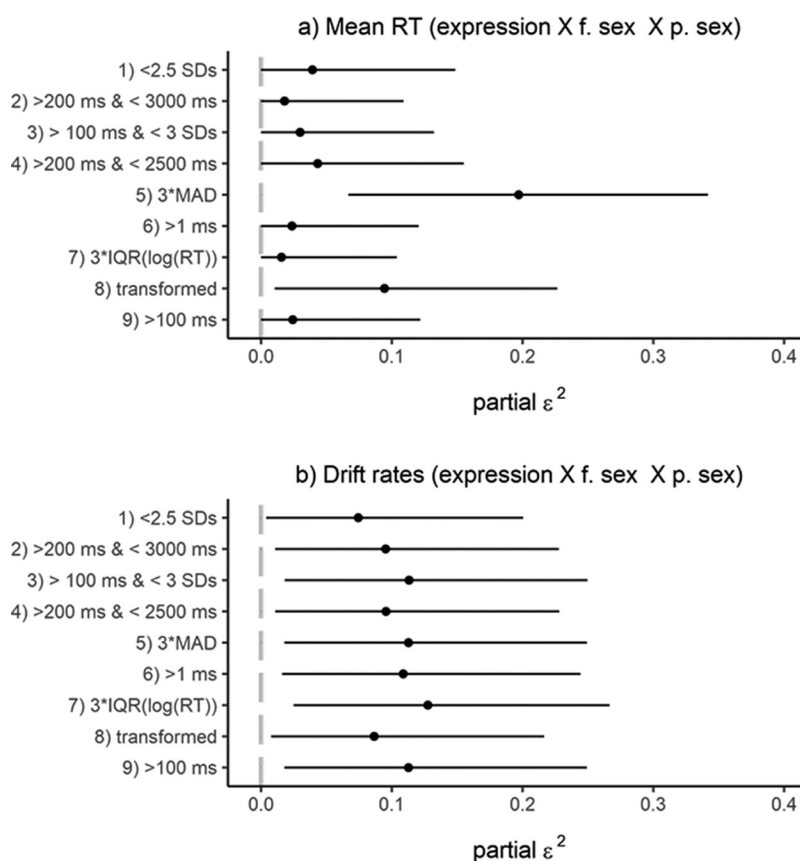 a) Mean RT (expression X f. sex X p. sex)
1) <2.5 SDs
2) >200 ms & < 3000 ms
3) > 100 ms & < 3 SDs
4) >200 ms & < 2500 ms
5) 3*MAD
6) >1 ms
7) 3*IQR(log(RT))
8) transformed
9) >100 ms
0.0 0.1 0.2 0.3 0.4
partial ε²
b) Drift rates (expression X f. sex X p. sex)
1) <2.5 SDs
2) >200 ms & < 3000 ms
3) > 100 ms & < 3 SDs
4) >200 ms & < 2500 ms
5) 3*MAD
6) >1 ms
7) 3*IQR(log(RT))
8) transformed
9) >100 ms
0.0 0.1 0.2 0.3 0.4
partial ε²